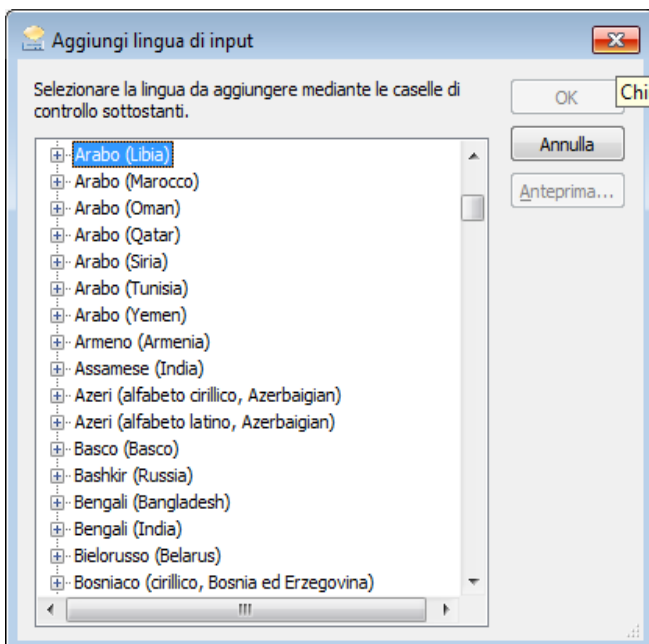 Aggiungi lingua di input
Selezionare la lingua da aggiungere mediante le caselle di
controllo sottostanti.
OK
Chi
Annulla
Anteprima...
Arabo (Libia)
Arabo (Marocco)
Arabo (Oman)
Arabo (Qatar)
Arabo (Siria)
Arabo (Tunisia)
Arabo (Yemen)
Armeno (Armenia)
Assamese (India)
Azeri (alfabeto cirillico, Azerbaigian)
Azeri (alfabeto latino, Azerbaigian)
Basco (Basco)
Bashkir (Russia)
Bengali (Bangladesh)
Bengali (India)
Bielorusso (Belarus)
Bosniaco (cirillico, Bosnia ed Erzegovina)